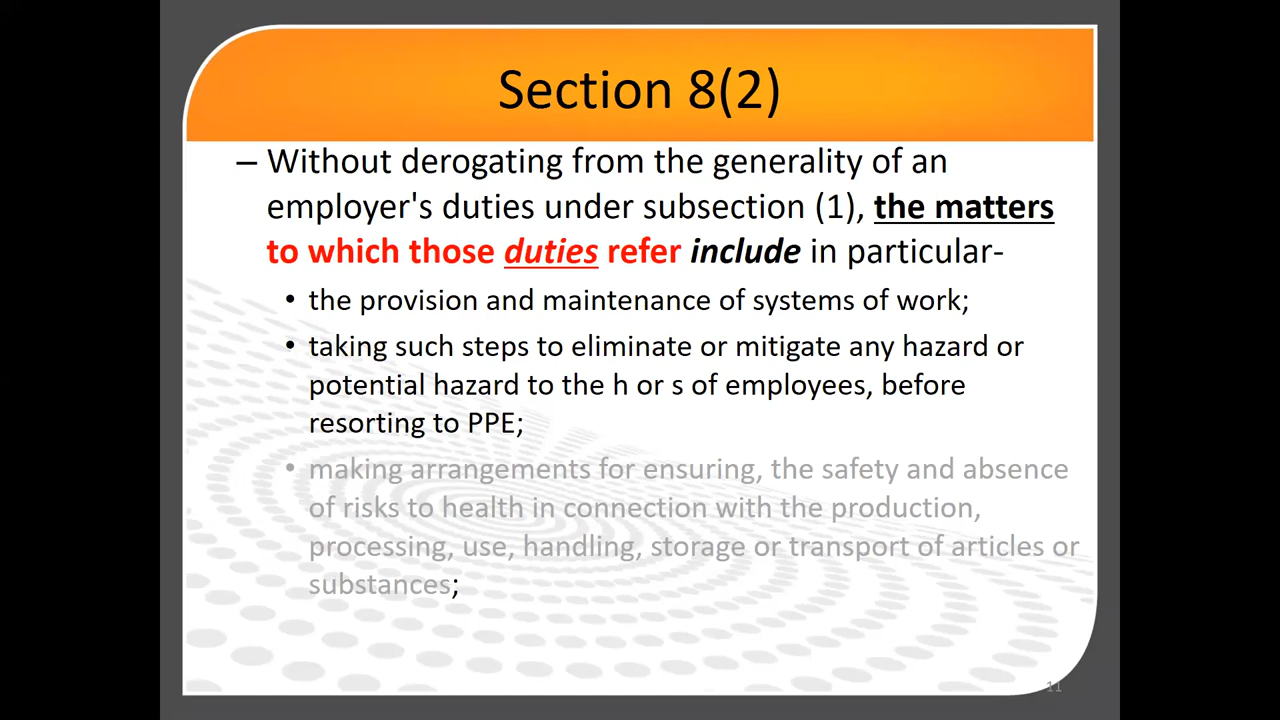 Section 8(2)
– Without derogating from the generality of an
employer's duties under subsection (1), the matters
to which those duties refer include in particular-
• the provision and maintenance of systems of work;
• taking such steps to eliminate or mitigate any hazard or
potential hazard to the h or s of employees, before
resorting to PPE;
• making arrangements for ensuring, the safety and absence
of risks to health in connection with the production,
processing, use, handling, storage or transport of articles or
substances;
11